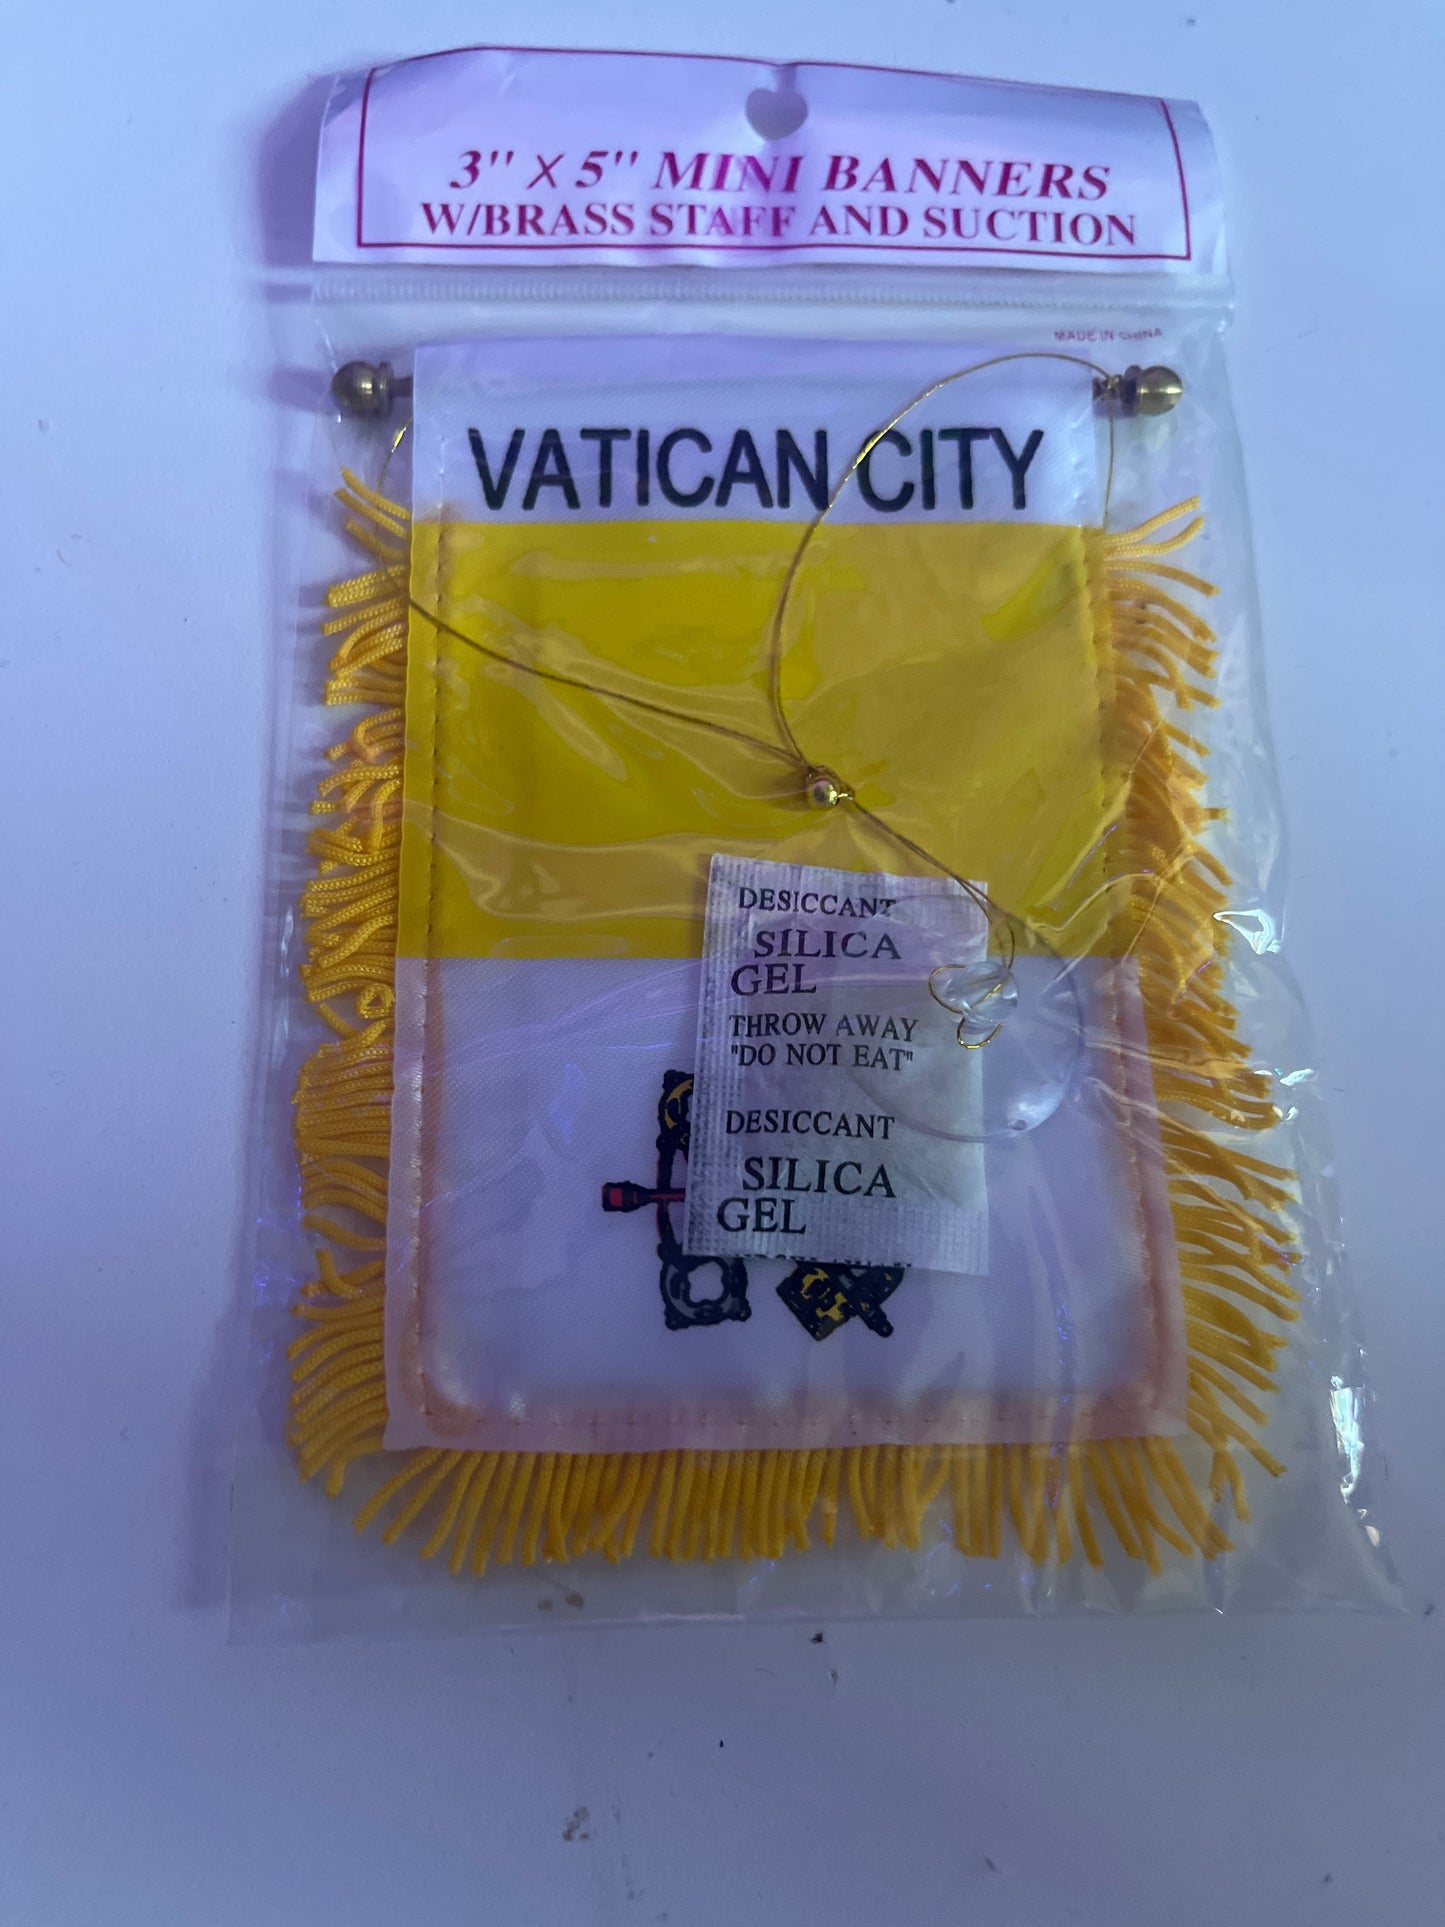 3" X 5" MINI BANNERS
W/BRASS STAFF AND SUCTION
MADE IN CHINA
VATICAN CITY
DESICCANT
SILICA
GEL
THROW AWAY
"DO NOT EAT"
DESICCANT
SILICA
GEL